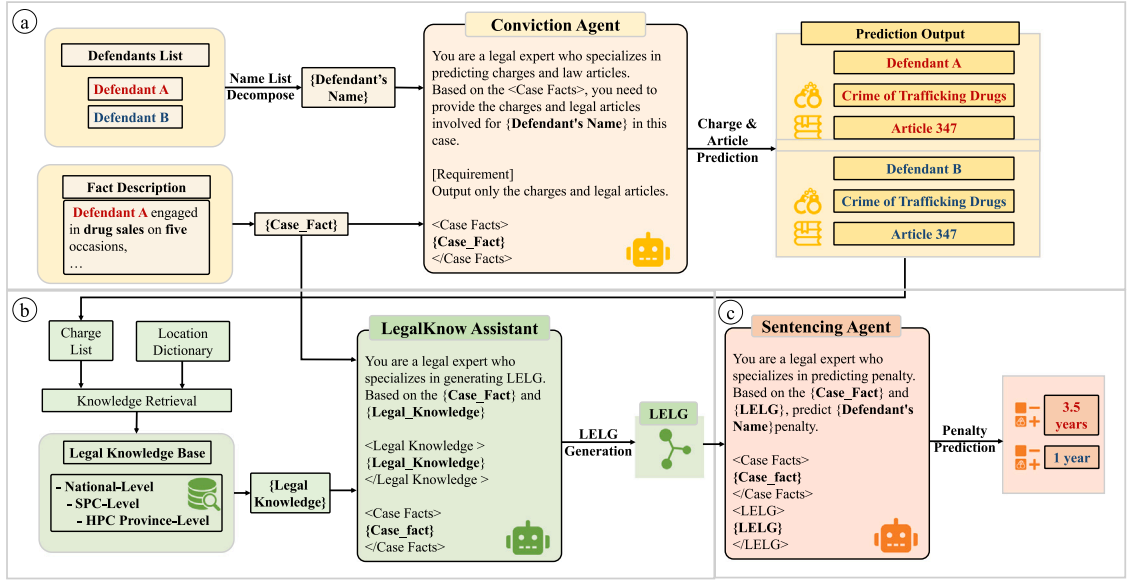 a
Defendants List
Defendant A
Defendant B
Name List
Decompose
{Defendant's
Name}
Fact Description
Defendant A engaged
in drug sales on five
occasions,
…
{Case_Fact}
Conviction Agent
You are a legal expert who specializes in
predicting charges and law articles.
Based on the <Case Facts>, you need to
provide the charges and legal articles
involved for {Defendant's Name} in this
case.
[Requirement]
Output only the charges and legal articles.
<Case Facts>
{Case_Fact}
</Case Facts>
Charge &
Article
Prediction
Prediction Output
Defendant A
Crime of Trafficking Drugs
Article 347
Defendant B
Crime of Trafficking Drugs
Article 347
b
Charge
List
Location
Dictionary
Knowledge Retrieval
Legal Knowledge Base
- National-Level
- SPC-Level
- HPC Province-Level
{Legal
Knowledge}
LegalKnow Assistant
You are a legal expert who
specializes in generating LELG.
Based on the {Case_Fact} and
{Legal_Knowledge}
<Legal Knowledge >
{Legal_Knowledge}
</Legal Knowledge >
<Case Facts>
{Case_fact}
</Case Facts>
LELG
Generation
LELG
c
Sentencing Agent
You are a legal expert who
specializes in predicting penalty.
Based on the {Case_Fact} and
{LELG}, predict {Defendant's
Name}penalty.
<Case Facts>
{Case_fact}
</Case Facts>
<LELG>
{LELG}
</LELG>
Penalty
Prediction
3.5
years
1 year